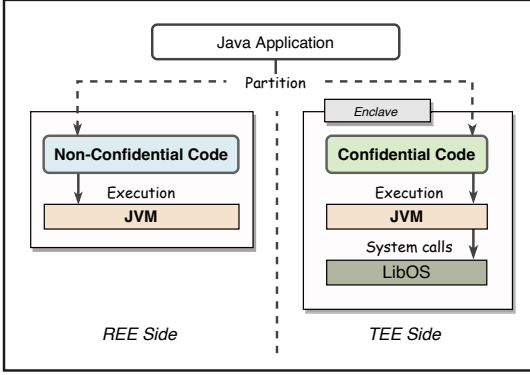 Java Application
Partition
Enclave
Non-Confidential Code
Confidential Code
Execution
Execution
JVM
JVM
System calls
LibOS
REE Side
TEE Side